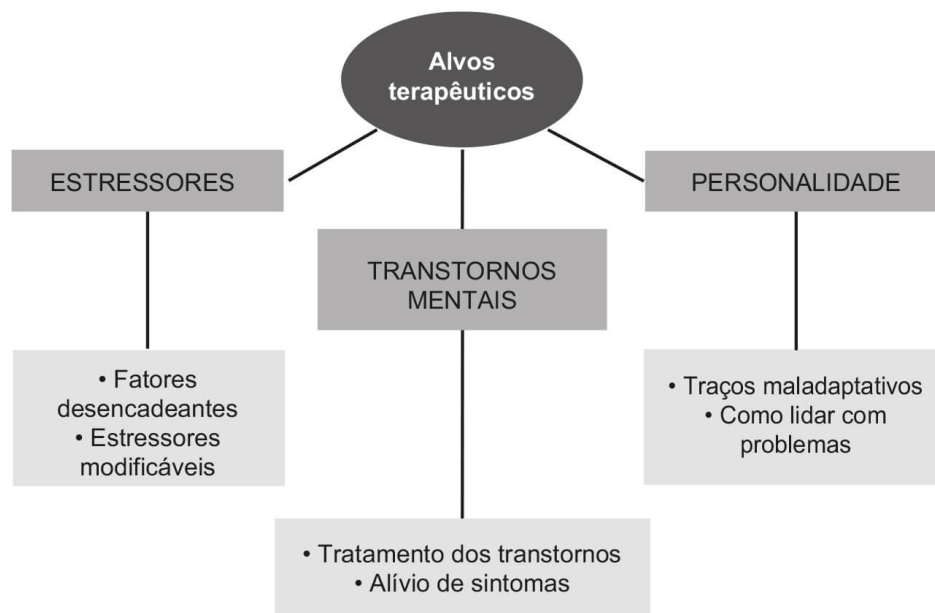 Alvos
terapêuticos
ESTRESSORES
PERSONALIDADE
TRANSTORNOS
MENTAIS
• Fatores
desencadeantes
• Estressores
modificáveis
• Traços maladaptativos
• Como lidar com
problemas
• Tratamento dos transtornos
• Alívio de sintomas